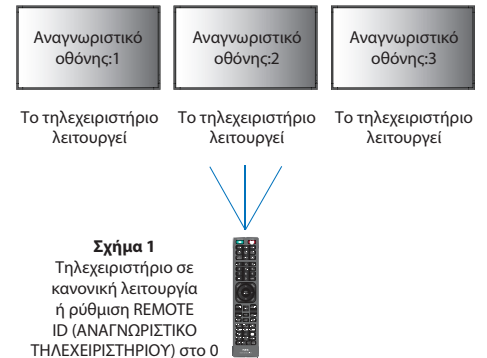 Αναγνωριστικό
οθόνης:1
Αναγνωριστικό
οθόνης:2
Αναγνωριστικό
οθόνης:3
Το τηλεχειριστήριο
λειτουργεί
Το τηλεχειριστήριο
λειτουργεί
Το τηλεχειριστήριο
λειτουργεί
Σχήμα 1
Τηλεχειριστήριο σε
κανονική λειτουργία
ή ρύθμιση REMOTE
ID (ΑΝΑΓΝΩΡΙΣΤΙΚΟ
ΤΗΛΕΧΕΙΡΙΣΤΗΡΙΟΥ) στο 0